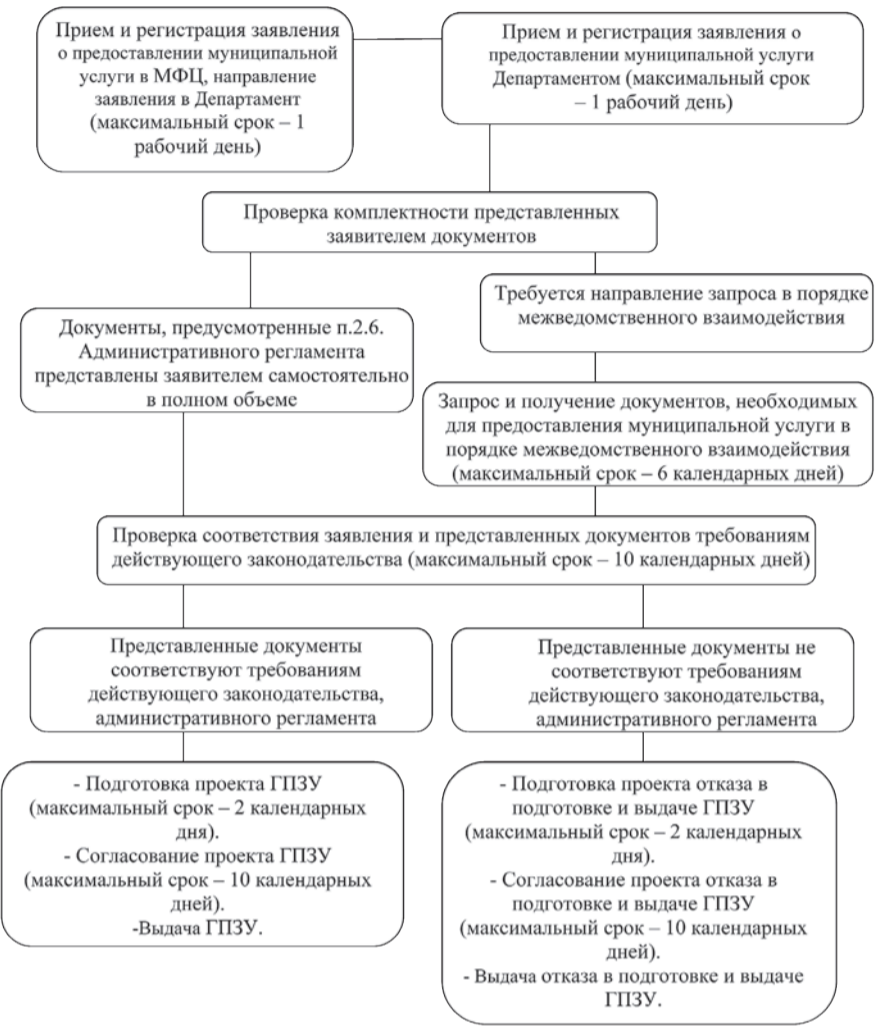 Прием и регистрация заявления
о предоставлении муниципальной
услуги в МФЦ, направление
заявления в Департамент
(максимальный срок – 1
рабочий день)
Прием и регистрация заявления о
предоставлении муниципальной услуги
Департаментом (максимальный срок
– 1 рабочий день)
Проверка комплектности представленных
заявителем документов
Документы, предусмотренные п.2.6.
Административного регламента
представлены заявителем самостоятельно
в полном объеме
Требуется направление запроса в порядке
межведомственного взаимодействия
Запрос и получение документов, необходимых
для предоставления муниципальной услуги в
порядке межведомственного взаимодействия
(максимальный срок – 6 календарных дней)
Проверка соответствия заявления и представленных документов требованиям
действующего законодательства (максимальный срок – 10 календарных дней)
Представленные документы
соответствуют требованиям
действующего законодательства,
административного регламента
Представленные документы не
соответствуют требованиям
действующего законодательства,
административного регламента
- Подготовка проекта ГПЗУ
(максимальный срок – 2 календарных
дня).
- Согласование проекта ГПЗУ
(максимальный срок – 10 календарных
дней).
-Выдача ГПЗУ.
- Подготовка проекта отказа в
подготовке и выдаче ГПЗУ
(максимальный срок – 2 календарных
дня).
- Согласование проекта отказа в
подготовке и выдаче ГПЗУ
(максимальный срок – 10 календарных
дней).
- Выдача отказа в подготовке и выдаче
ГПЗУ.